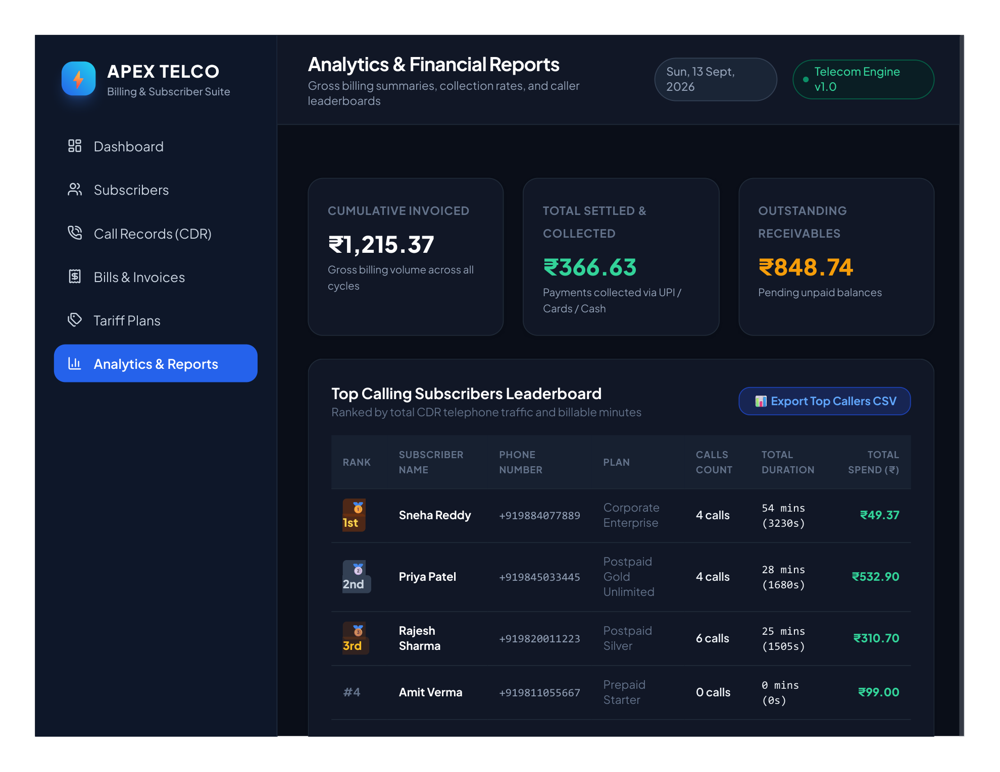 APEX TELCO
Billing & Subscriber Suite
Dashboard
Subscribers
Call Records (CDR)
Bills & Invoices
Tariff Plans
Analytics & Reports
Analytics & Financial Reports
Gross billing summaries, collection rates, and caller
leaderboards
Sun, 13 Sept,
2026
Telecom Engine
v1.0
CUMULATIVE INVOICED
₹1,215.37
Gross billing volume across all
cycles
TOTAL SETTLED &
COLLECTED
₹366.63
Payments collected via UPI /
Cards / Cash
OUTSTANDING
RECEIVABLES
₹848.74
Pending unpaid balances
Top Calling Subscribers Leaderboard
Ranked by total CDR telephone traffic and billable minutes
📊 Export Top Callers CSV
RANK
SUBSCRIBER
NAME
PHONE
NUMBER
PLAN
CALLS
COUNT
TOTAL
DURATION
TOTAL
SPEND (₹)
🥇
1st
Sneha Reddy
+919884077889
Corporate
Enterprise
4 calls
54 mins
(3230s)
₹49.37
🥈
2nd
Priya Patel
+919845033445
Postpaid
Gold
Unlimited
4 calls
28 mins
(1680s)
₹532.90
🥉
3rd
Rajesh
Sharma
+919820011223
Postpaid
Silver
6 calls
25 mins
(1505s)
₹310.70
#4
Amit Verma
+919811055667
Prepaid
Starter
0 calls
0 mins
(0s)
₹99.00